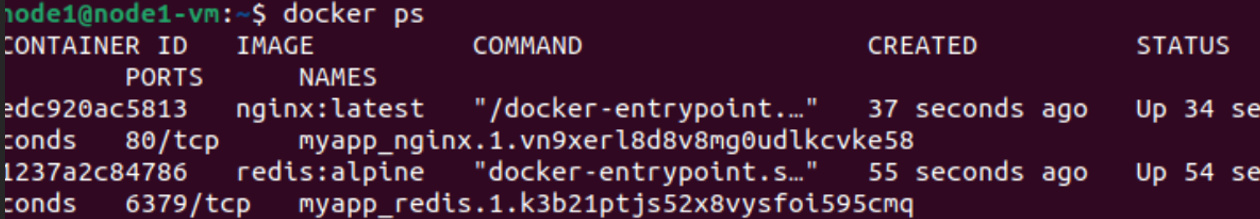 node1@node1-vm:~$ docker ps
CONTAINER ID   IMAGE          COMMAND                  CREATED          STATUS
        PORTS      NAMES
edc920ac5813   nginx:latest   "/docker-entrypoint.…"   37 seconds ago   Up 34 se
conds   80/tcp     myapp_nginx.1.vn9xerl8d8v8mg0udlkcvke58
1237a2c84786   redis:alpine   "docker-entrypoint.s…"   55 seconds ago   Up 54 se
conds   6379/tcp   myapp_redis.1.k3b21ptjs52x8vysfoi595cmq